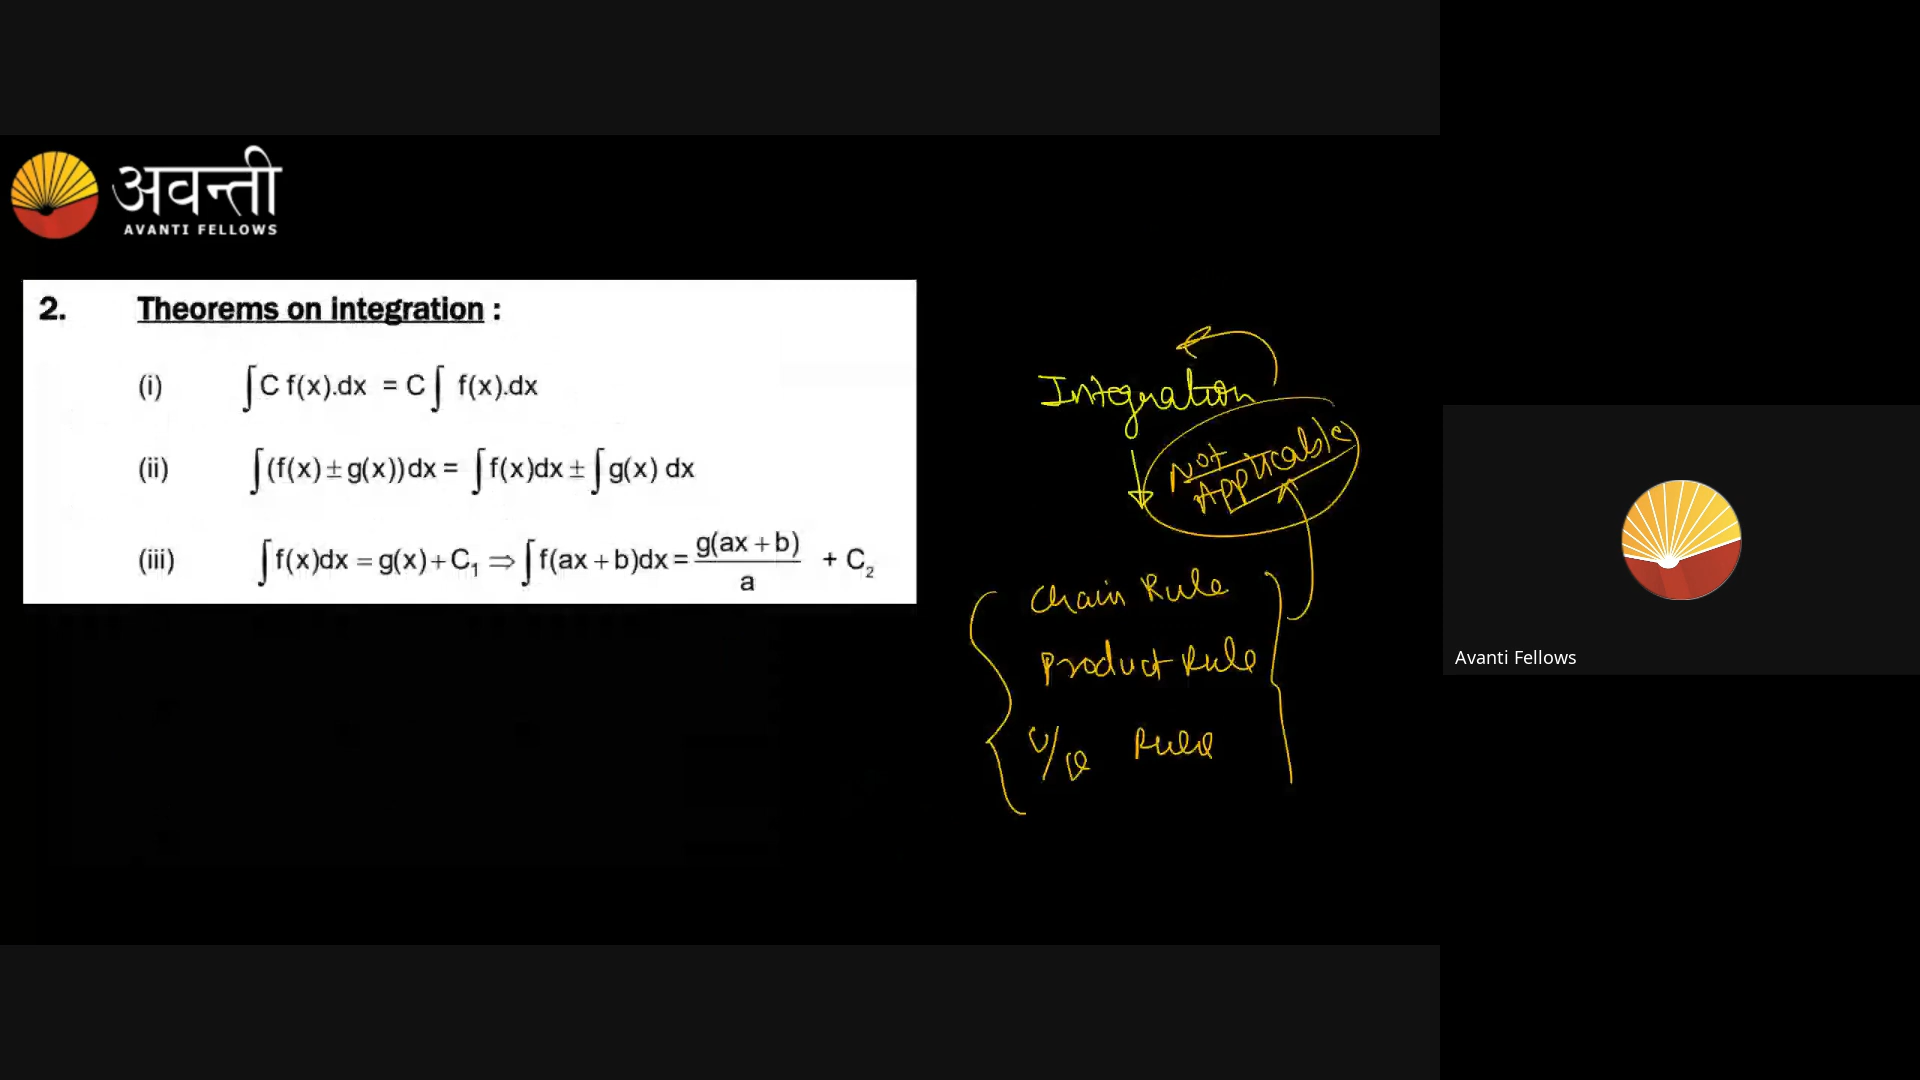 अवन्ती
AVANTI FELLOWS
2. Theorems on integration :
(i) ∫C f(x).dx = C∫ f(x).dx
(ii) ∫(f(x) ± g(x)) dx = ∫f(x)dx ± ∫g(x) dx
(iii) ∫f(x)dx = g(x) + C₁ ⇒ ∫f(ax + b)dx = g(ax + b)/a + C₂
Integration
Not
Applicable
Chain Rule
Product Rule
U/V Rule
Avanti Fellows